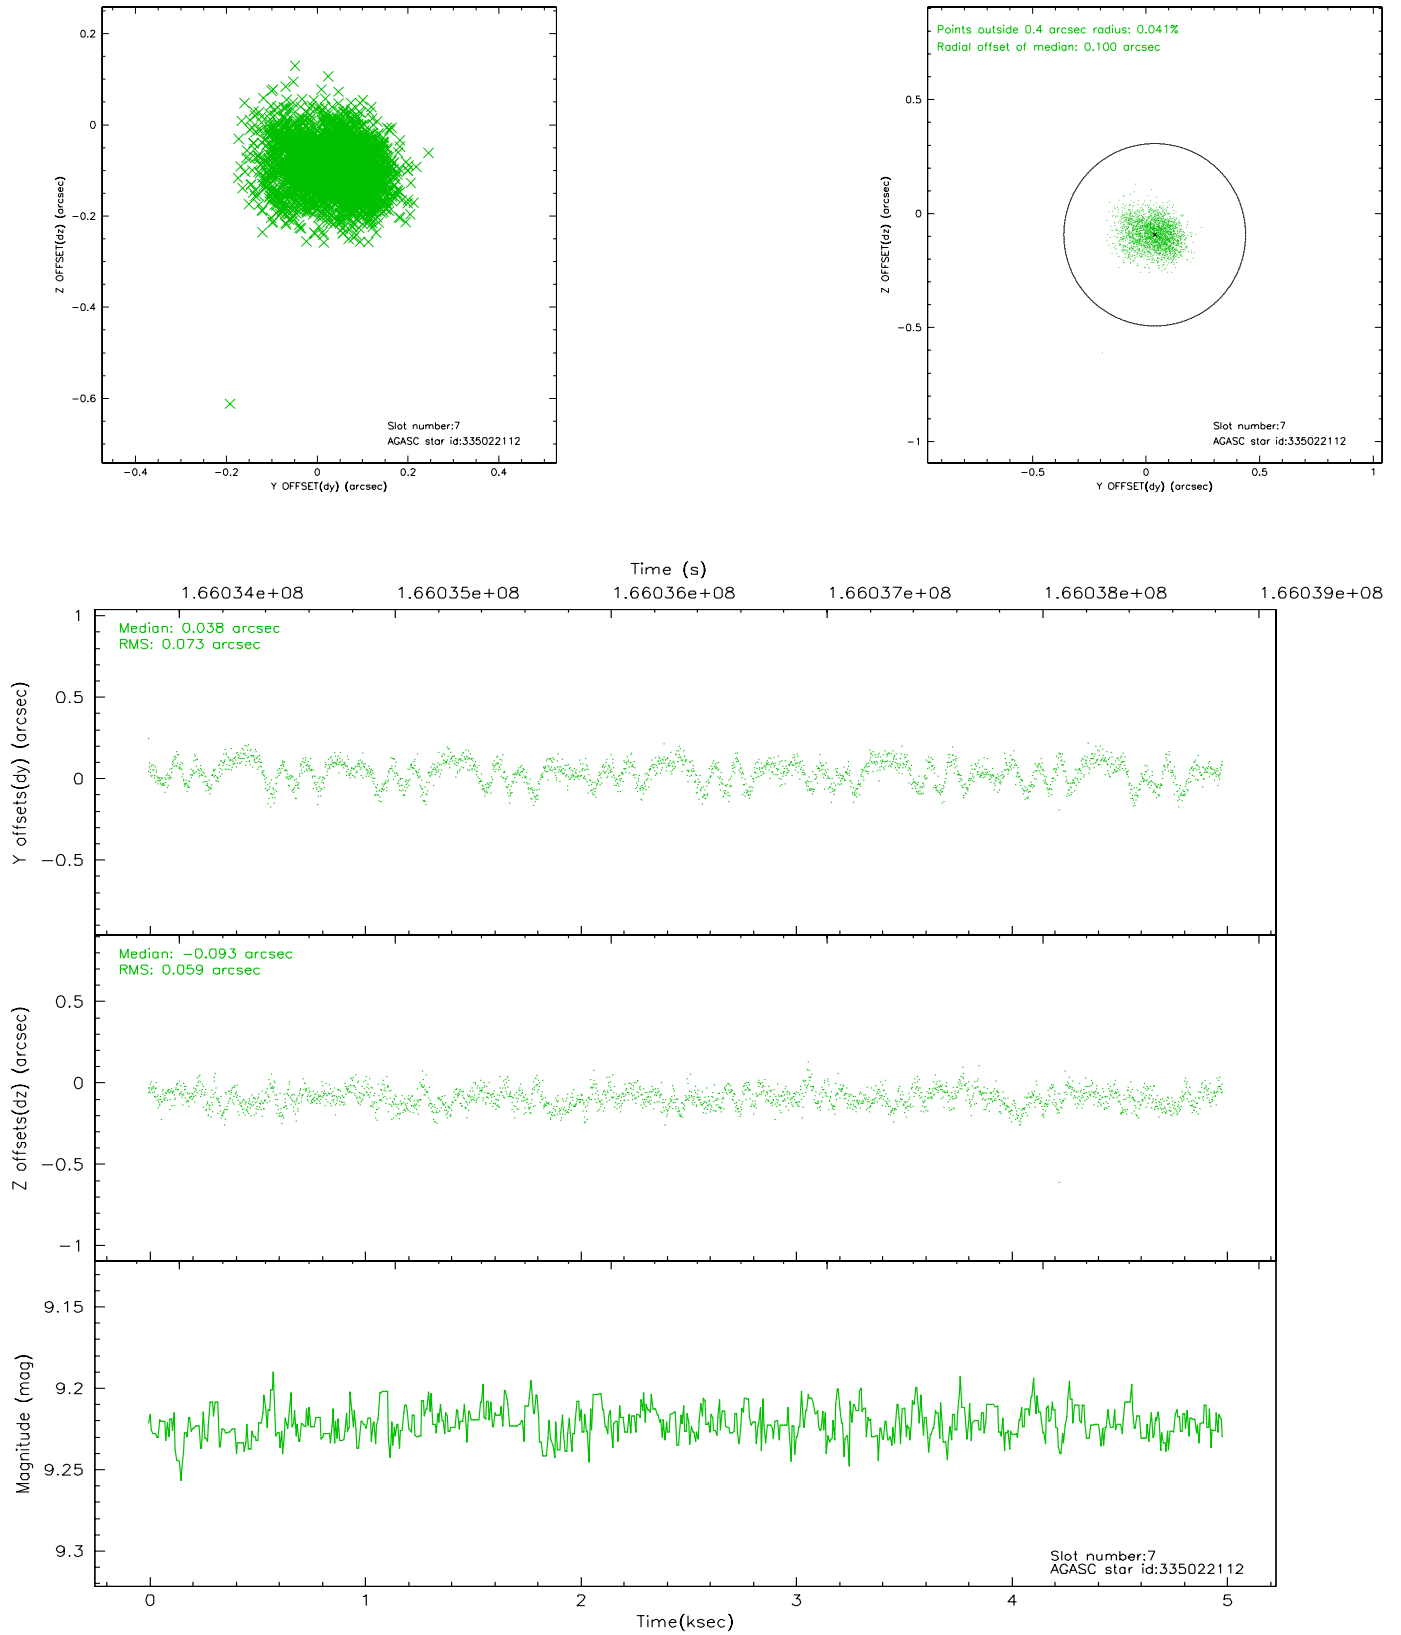 0.2
0
−0.2
−0.4
−0.6
Z OFFSET(dz) (arcsec)
Slot number:7
AGASC star id:335022112
−0.4
−0.2
0
0.2
0.4
Y OFFSET(dy) (arcsec)
Points outside 0.4 arcsec radius: 0.041%
Radial offset of median: 0.100 arcsec
0.5
0
−0.5
−1
Z OFFSET(dz) (arcsec)
Slot number:7
AGASC star id:335022112
−0.5
0
0.5
1
Y OFFSET(dy) (arcsec)
Time (s)
1.66034e+08
1.66035e+08
1.66036e+08
1.66037e+08
1.66038e+08
1.66039e+08
Median: 0.038 arcsec
RMS: 0.073 arcsec
1
0.5
0
−0.5
Y offsets(dy) (arcsec)
Median: −0.093 arcsec
RMS: 0.059 arcsec
0.5
0
−0.5
−1
Z offsets(dz) (arcsec)
9.15
9.2
9.25
9.3
Magnitude (mag)
Slot number:7
AGASC star id:335022112
0
1
2
3
4
5
Time(ksec)